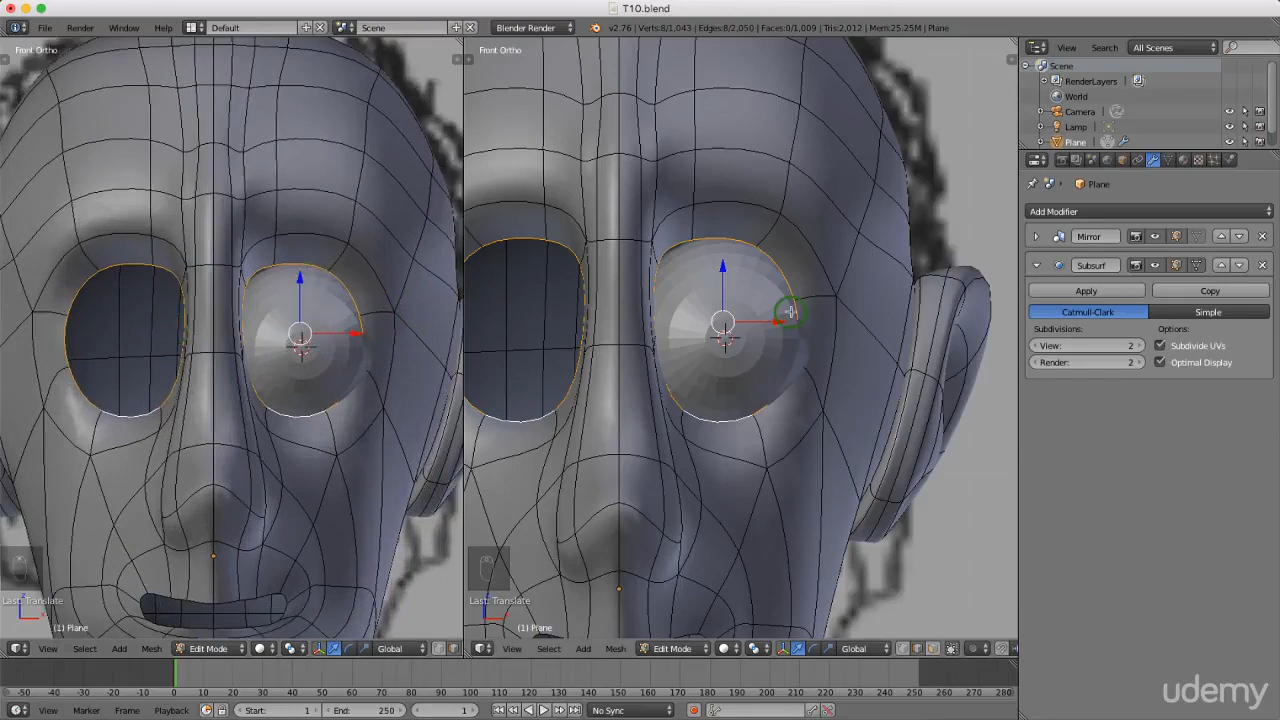 T10.blend
File Render Window Help Default Scene Blender Render v2.76 | Verts:8/1,043 | Edges:8/2,050 | Faces:0/1,009 | Tris:2,012 | Mem:25.25M | Plane
Front Ortho Front Ortho View Search All Scenes
Scene
RenderLayers
World
Camera
Lamp
Plane
Plane
Add Modifier
Mirror
Subsurf
Apply Copy
Catmull-Clark Simple
Subdivisions: Options:
View: 2 Subdivide UVs
Render: 2 Optimal Display
Last: Translate Last: Translate
(1) Plane (1) Plane
View Select Add Mesh Edit Mode Global View Select Add Mesh Edit Mode Global
-50 -40 -30 -20 -10 0 10 20 30 40 50 60 70 80 90 100 110 120 130 140 150 160 170 180 190 200 210 220 230 240 250 260 270 280
View Marker Frame Playback Start: 1 End: 250 1 No Sync
udemy